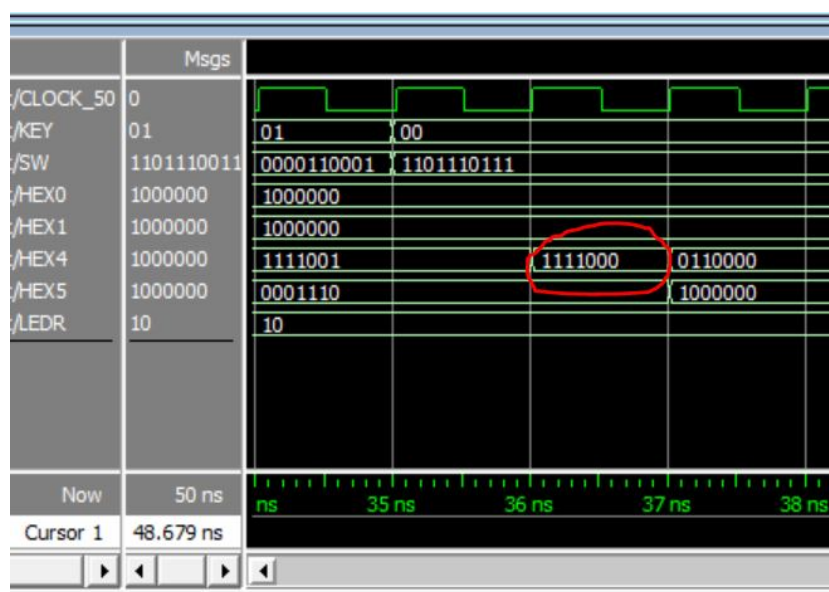 Msgs
:/CLOCK_50 0
:/KEY 01 01 00
:/SW 1101110011 0000110001 1101110111
:/HEX0 1000000 1000000
:/HEX1 1000000 1000000
:/HEX4 1000000 1111001 1111000 0110000
:/HEX5 1000000 0001110 1000000
:/LEDR 10 10
Now 50 ns ns 35 ns 36 ns 37 ns 38 ns
Cursor 1 48.679 ns